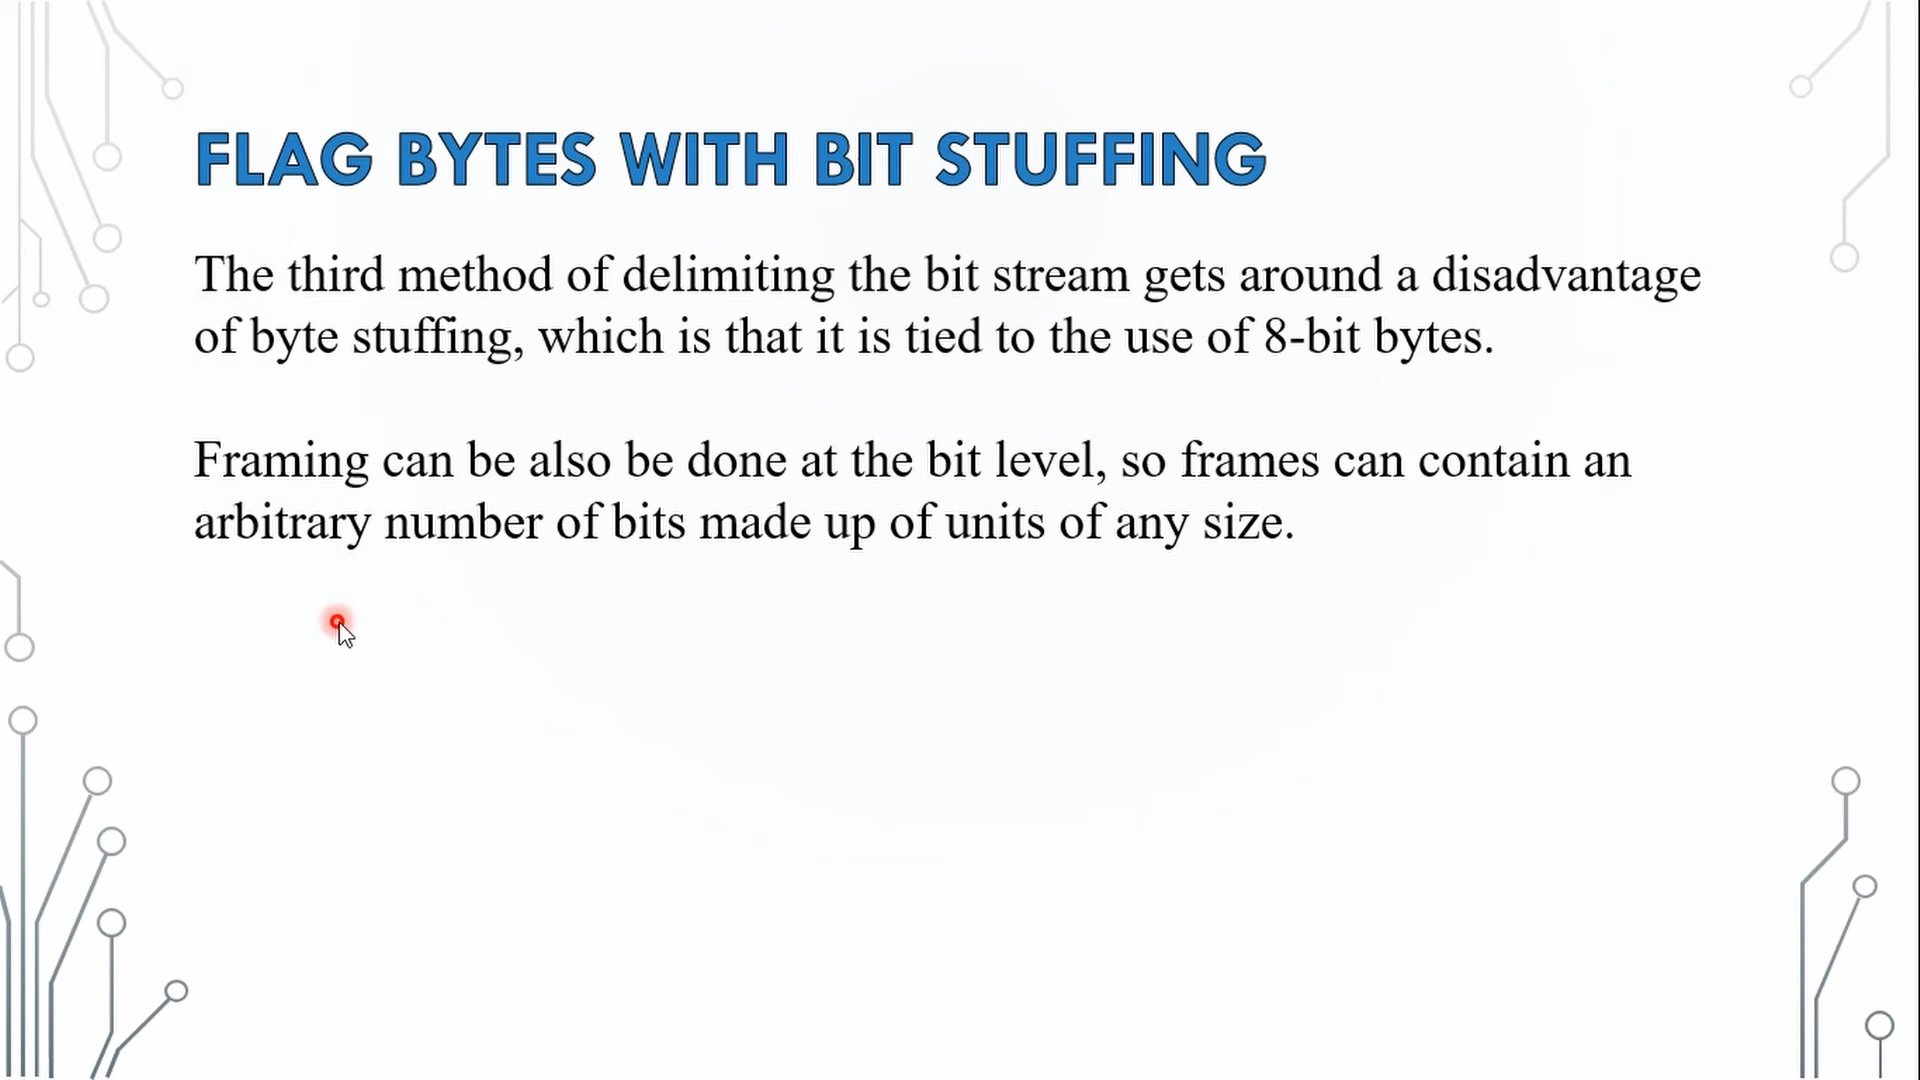 FLAG BYTES WITH BIT STUFFING
The third method of delimiting the bit stream gets around a disadvantage
of byte stuffing, which is that it is tied to the use of 8-bit bytes.
Framing can be also be done at the bit level, so frames can contain an
arbitrary number of bits made up of units of any size.